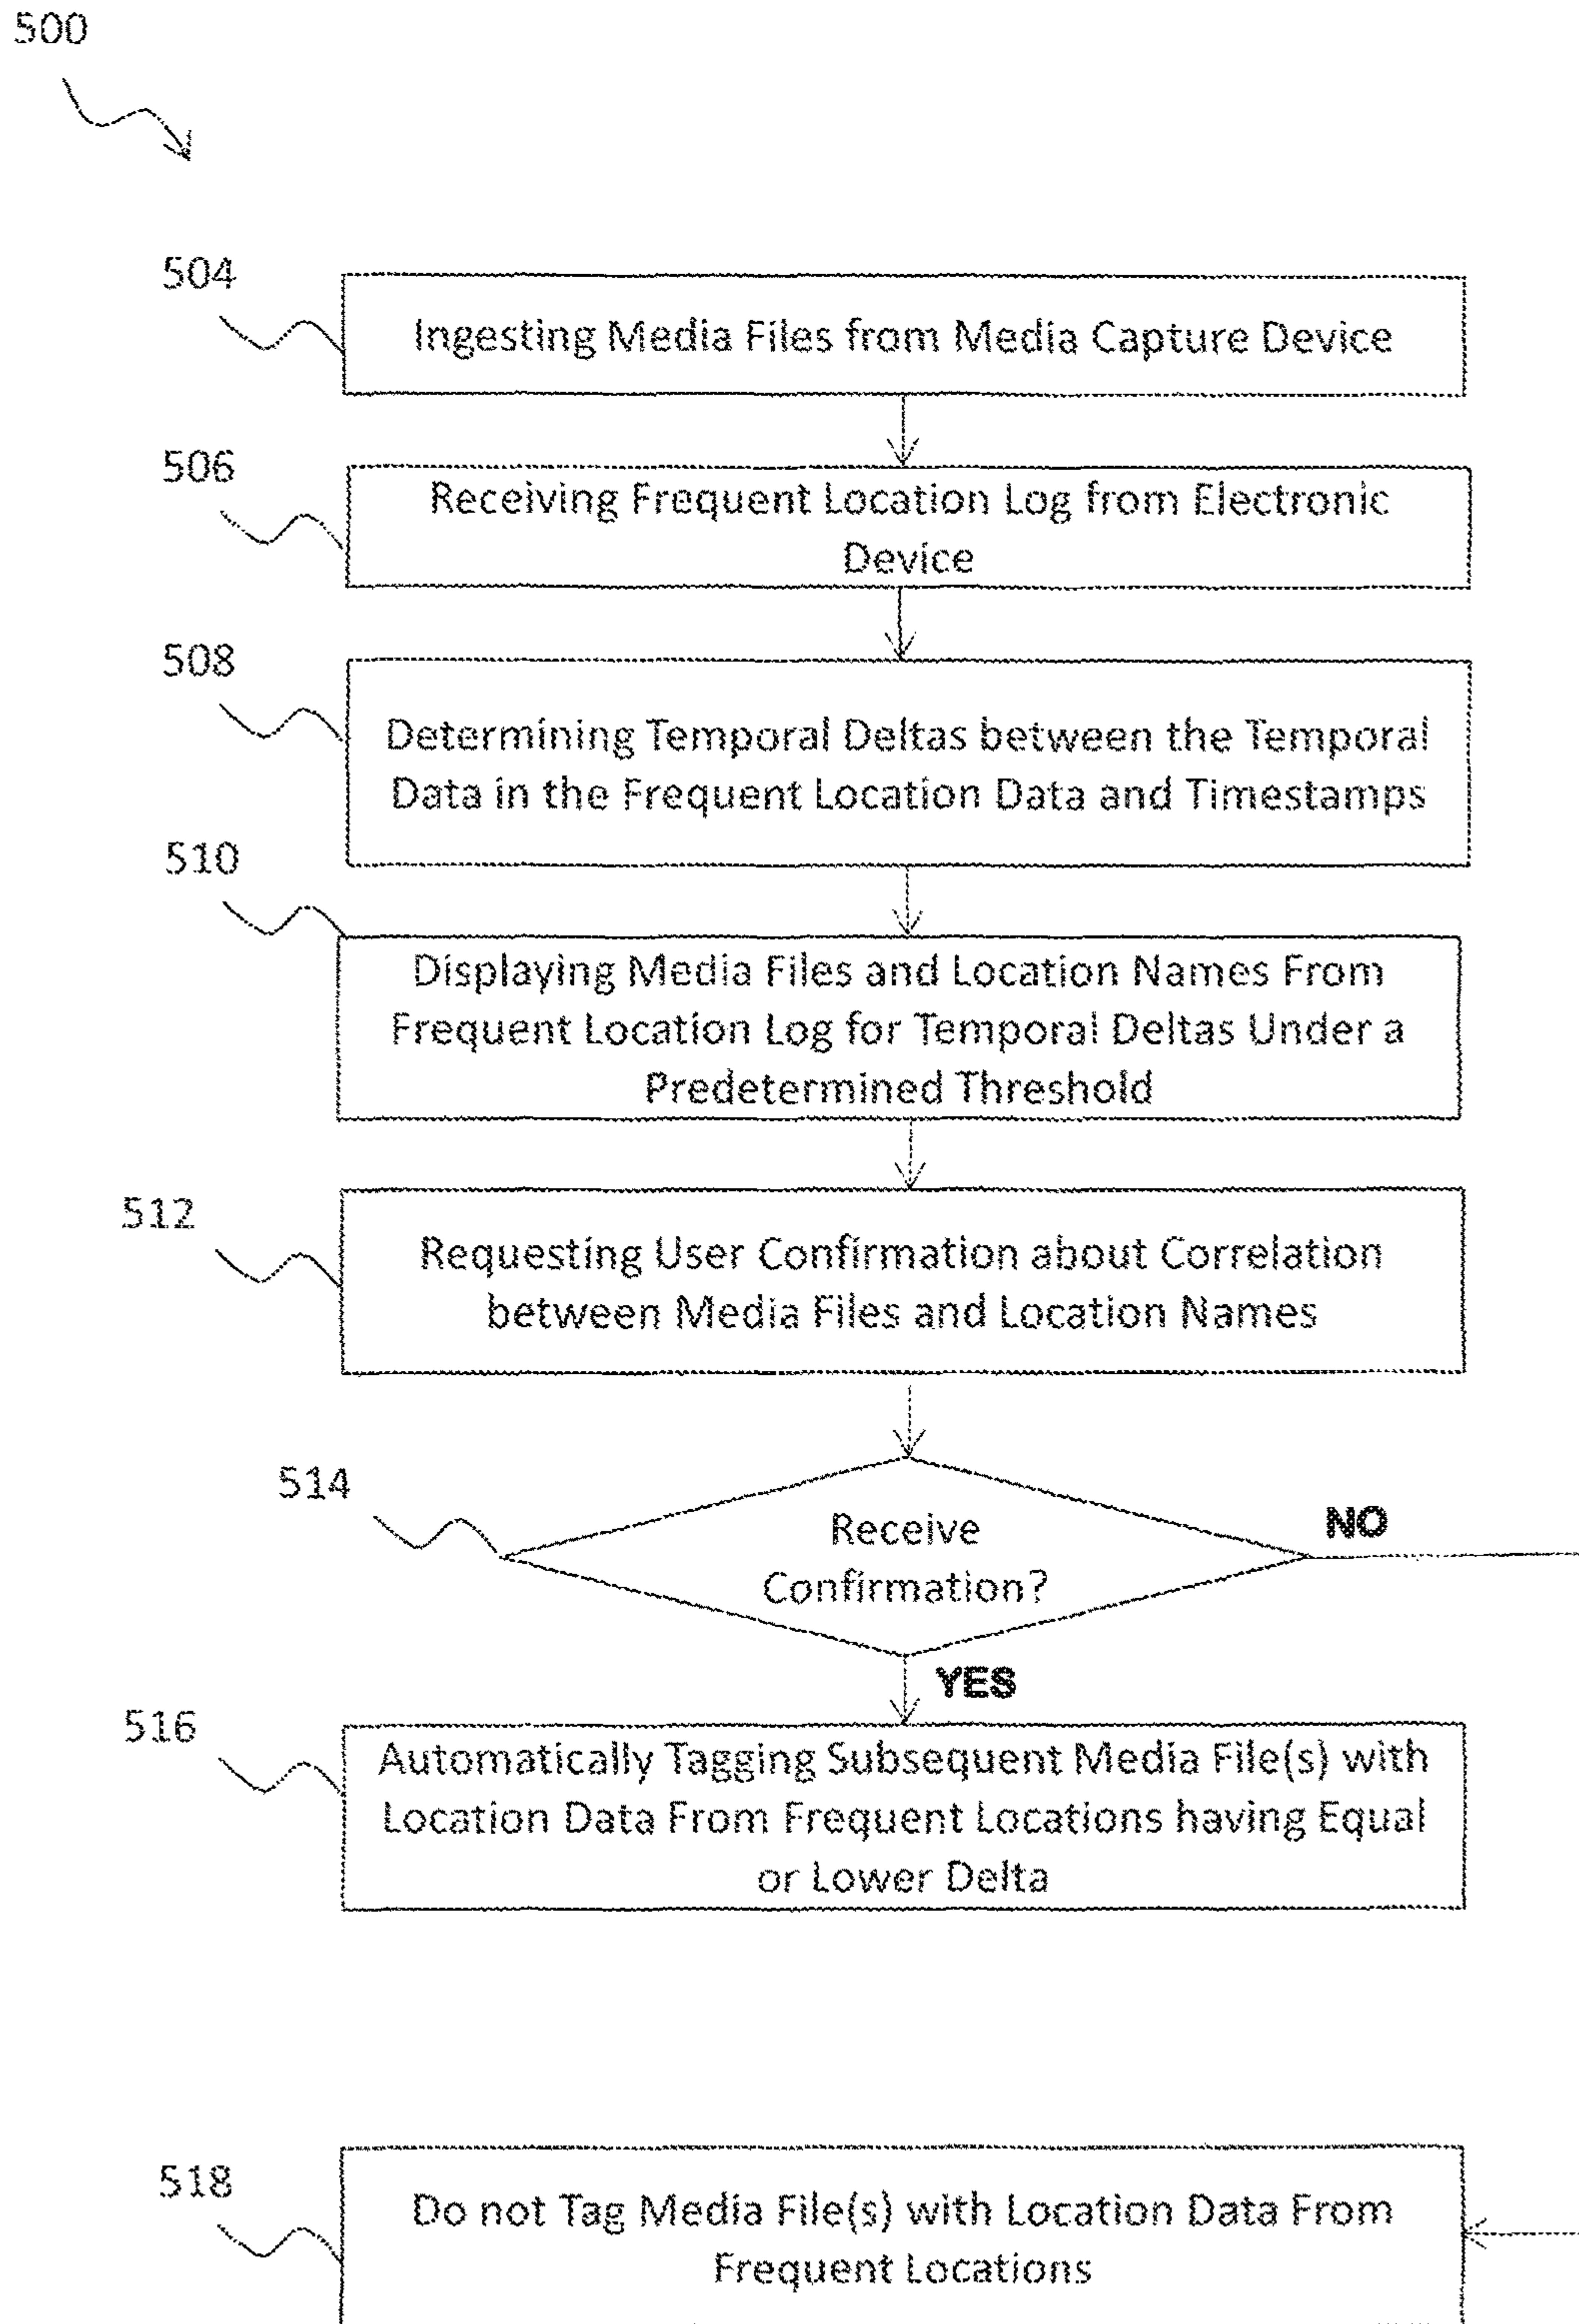 500
504
Ingesting Media Files from Media Capture Device
506
Receiving Frequent Location Log from Electronic
Device
508
Determining Temporal Deltas between the Temporal
Data in the Frequent Location Data and Timestamps
510
Displaying Media Files and Location Names From
Frequent Location Log for Temporal Deltas Under a
Predetermined Threshold
512
Requesting User Confirmation about Correlation
between Media Files and Location Names
514
Receive
Confirmation?
NO
YES
516
Automatically Tagging Subsequent Media File(s) with
Location Data From Frequent Locations having Equal
or Lower Delta
518
Do not Tag Media File(s) with Location Data From
Frequent Locations